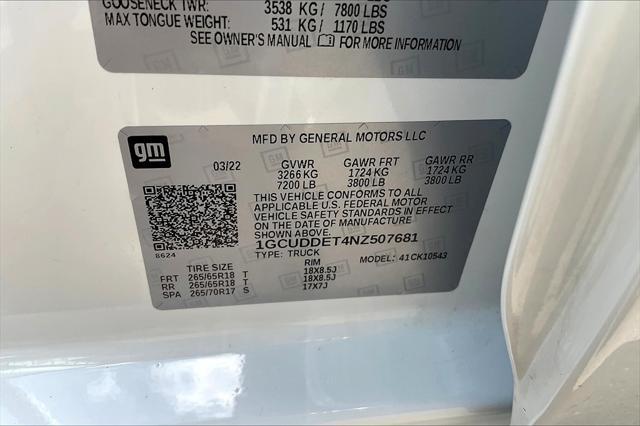 GOOSENECK TWR: 3538 KG/ 7800 LBS
MAX TONGUE WEIGHT: 531 KG/ 1170 LBS
SEE OWNER'S MANUAL FOR MORE INFORMATION.
gm
MFD BY GENERAL MOTORS LLC
03/22 GVWR GAWR FRT GAWR RR
3266 KG 1724 KG 1724 KG
7200 LB 3800 LB 3800 LB
THIS VEHICLE CONFORMS TO ALL
APPLICABLE U.S. FEDERAL MOTOR
VEHICLE SAFETY STANDARDS IN EFFECT
ON THE DATE OF MANUFACTURE
SHOWN ABOVE.
1GCUDDET4NZ507681
8624
TYPE: TRUCK MODEL: 41CK10543
TIRE SIZE RIM
FRT 265/65R18 T 18X8.5J
RR 265/65R18 T 18X8.5J
SPA 265/70R17 S 17X7J